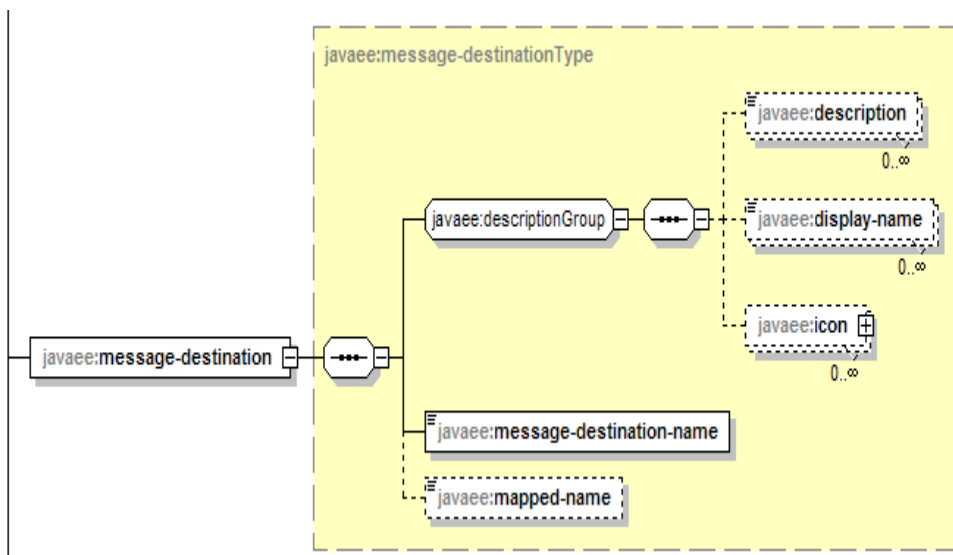 javaee:message-destinationType
javaee:description
0..∞
javaee:descriptionGroup
javaee:display-name
0..∞
javaee:icon
0..∞
javaee:message-destination
javaee:message-destination-name
javaee:mapped-name